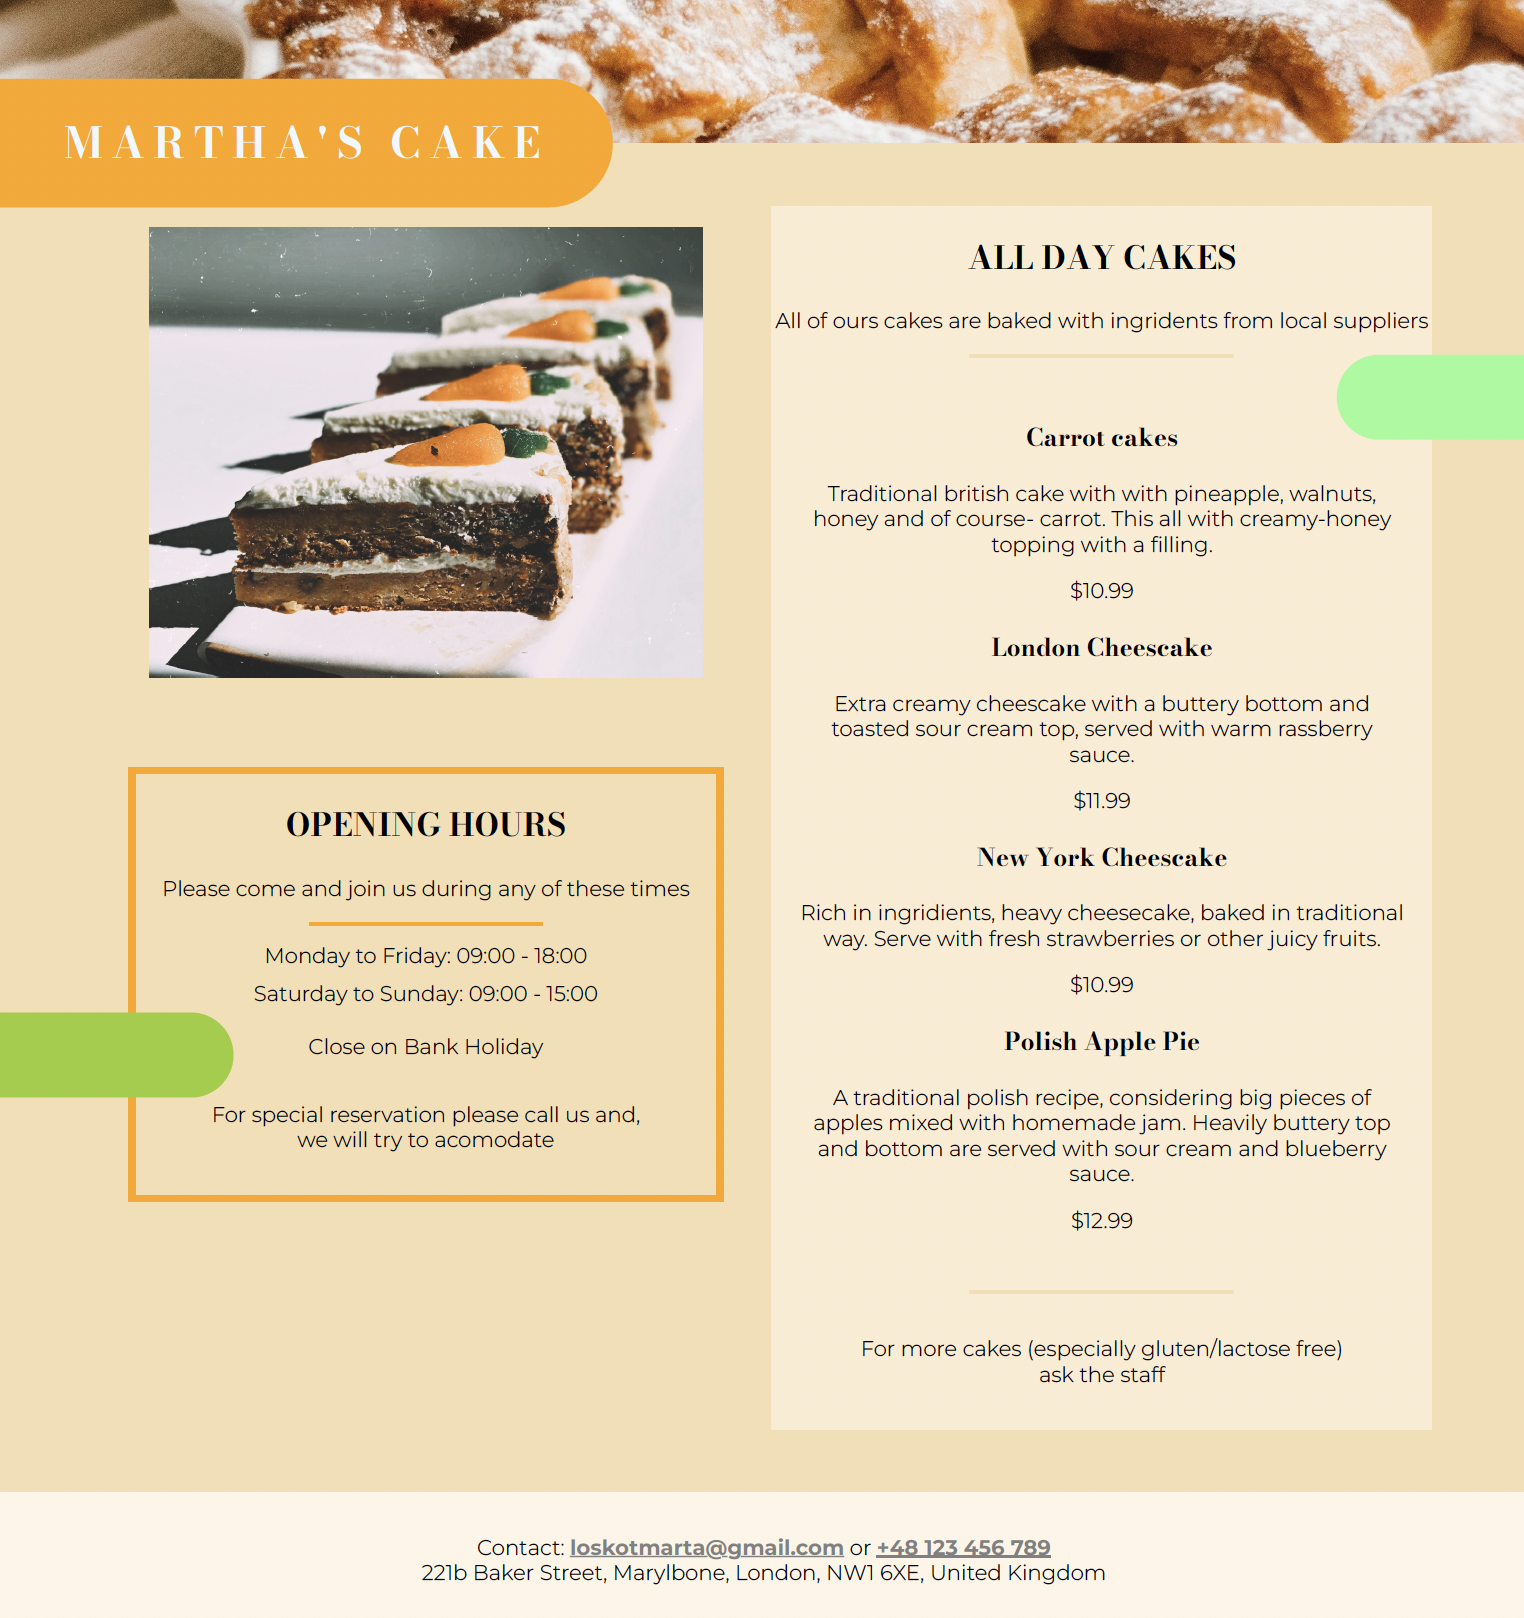 MARTHA'S CAKE
OPENING HOURS
Please come and join us during any of these times
Monday to Friday: 09:00 - 18:00
Saturday to Sunday: 09:00 - 15:00
Close on Bank Holiday
For special reservation please call us and,
we will try to acomodate
ALL DAY CAKES
All of ours cakes are baked with ingridents from local suppliers
Carrot cakes
Traditional british cake with with pineapple, walnuts,
honey and of course- carrot. This all with creamy-honey
topping with a filling.
$10.99
London Cheescake
Extra creamy cheescake with a buttery bottom and
toasted sour cream top, served with warm rassberry
sauce.
$11.99
New York Cheescake
Rich in ingridients, heavy cheesecake, baked in traditional
way. Serve with fresh strawberries or other juicy fruits.
$10.99
Polish Apple Pie
A traditional polish recipe, considering big pieces of
apples mixed with homemade jam. Heavily buttery top
and bottom are served with sour cream and blueberry
sauce.
$12.99
For more cakes (especially gluten/lactose free)
ask the staff
Contact: loskotmarta@gmail.com or +48 123 456 789
221b Baker Street, Marylbone, London, NW1 6XE, United Kingdom